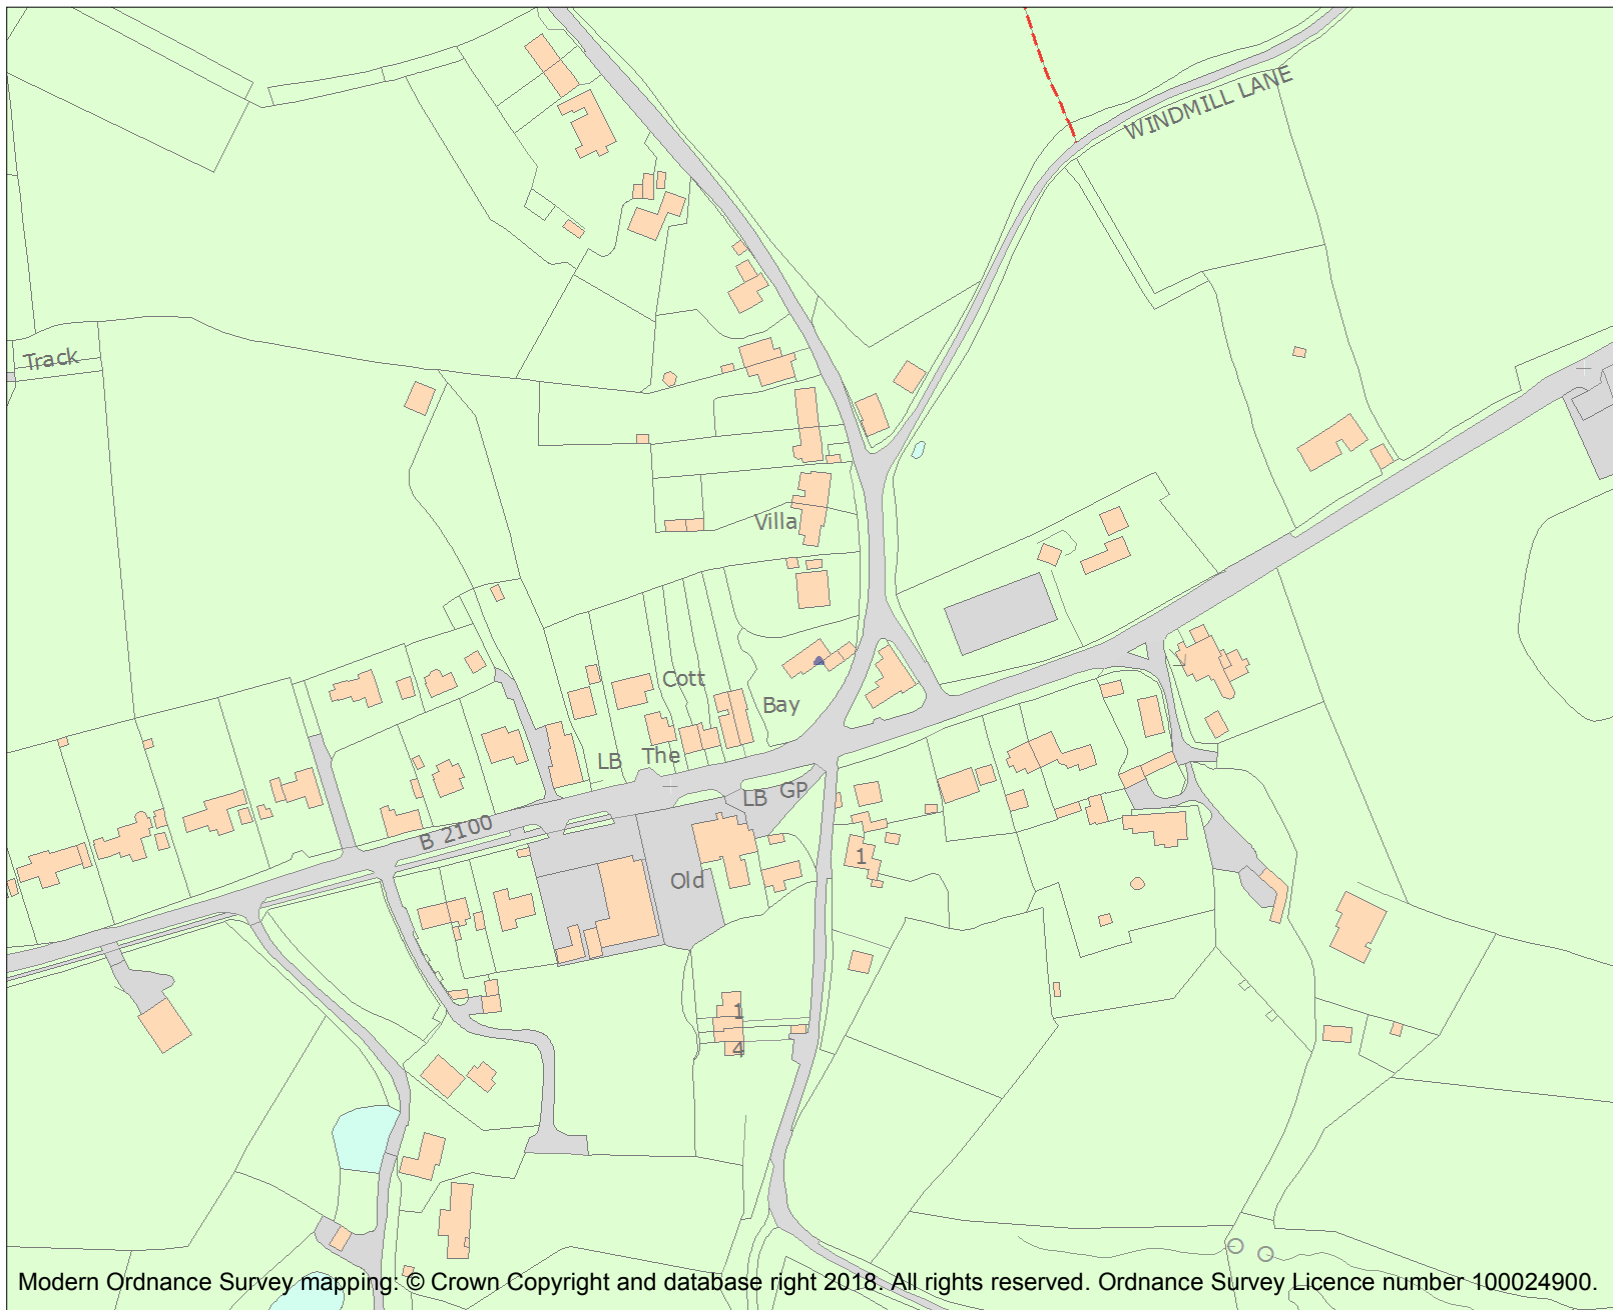 WINDMILL LANE
Track
Villa
Cott
Bay
The
LB
LB
GP
B 2100
1
Old
1
4
Modern Ordnance Survey mapping: © Crown Copyright and database right 2018. All rights reserved. Ordnance Survey Licence number 100024900.